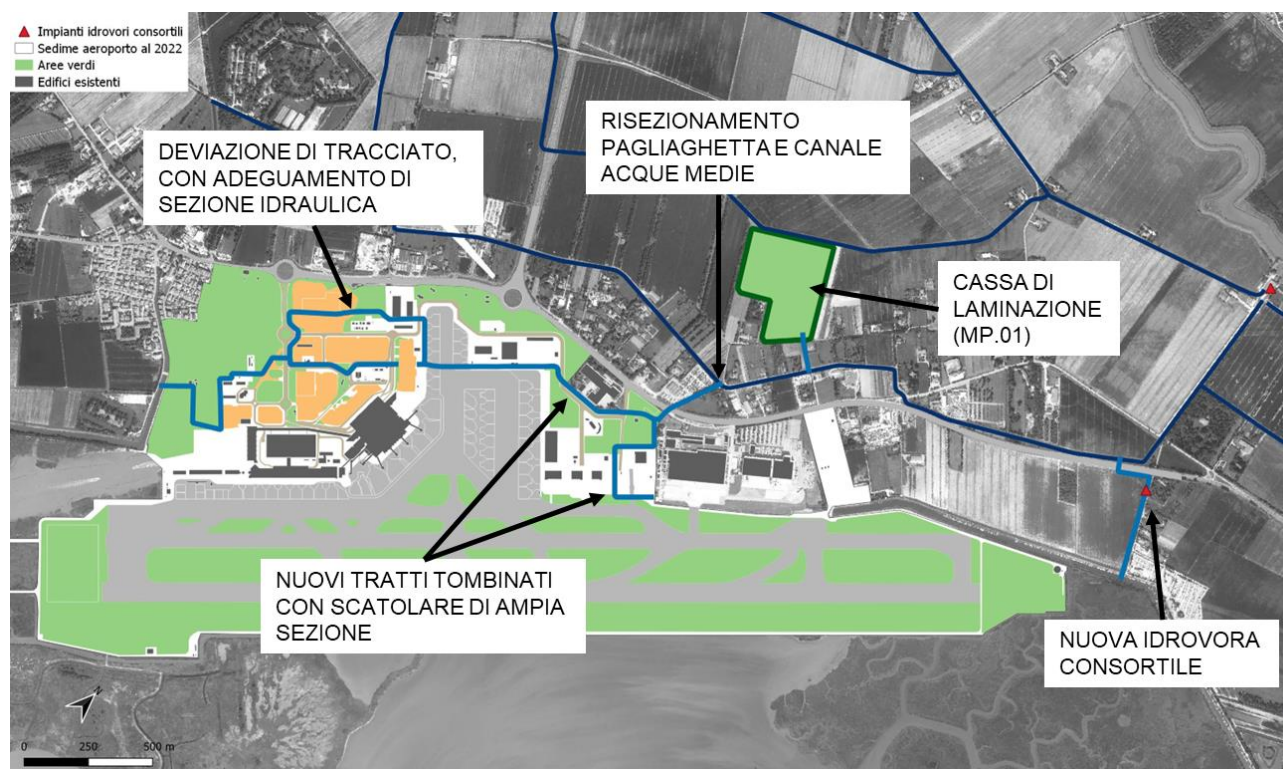 Impianti idrovori consortili
Sedime aeroporto al 2022
Aree verdi
Edifici esistenti
DEVIAZIONE DI TRACCIATO,
CON ADEGUAMENTO DI
SEZIONE IDRAULICA
RISEZIONAMENTO
PAGLIAGHETTA E CANALE
ACQUE MEDIE
CASSA DI
LAMINAZIONE
(MP.01)
NUOVI TRATTI TOMBINATI
CON SCATOLARE DI AMPIA
SEZIONE
NUOVA IDROVORA
CONSORTILE
N
0 250 500 m